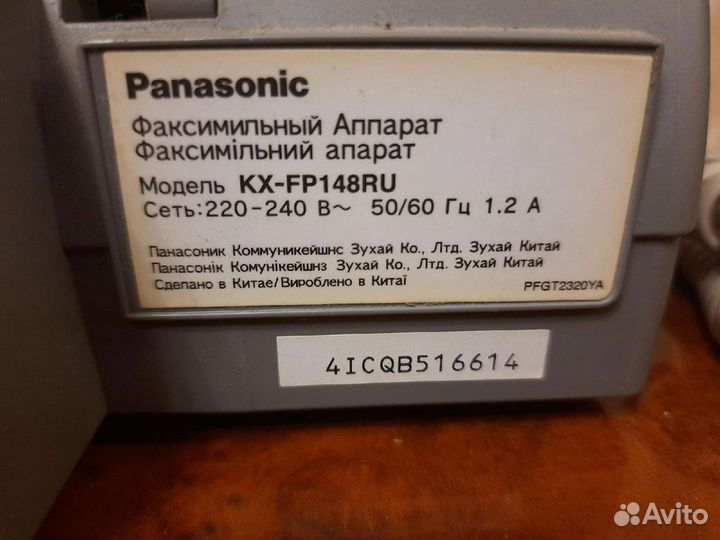 Panasonic
Факсимильный Аппарат
Факсимільний апарат
Модель KX-FP148RU
Сеть:220-240 В~ 50/60 Гц 1.2 А
Панасоник Коммуникейшнс Зухай Ко., Лтд. Зухай Китай
Панасонік Комунікейшнз Зухай Ко., Лтд. Зухай Китай
Сделано в Китае/Вироблено в Китаї
PFGT2320YA
4ICQB516614
Avito